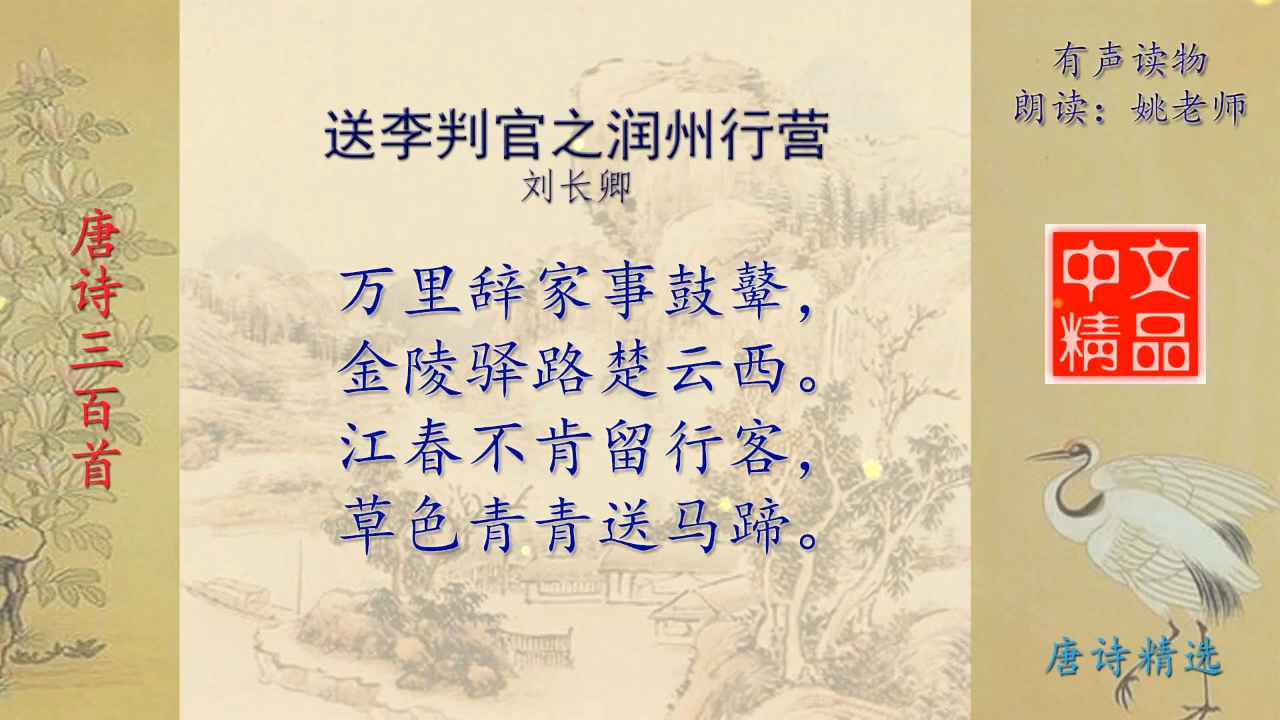 送李判官之润州行营
刘长卿
万里辞家事鼓鼙，
金陵驿路楚云西。
江春不肯留行客，
草色青青送马蹄。
唐诗三百首
有声读物
朗读：姚老师
中文
精品
唐诗精选